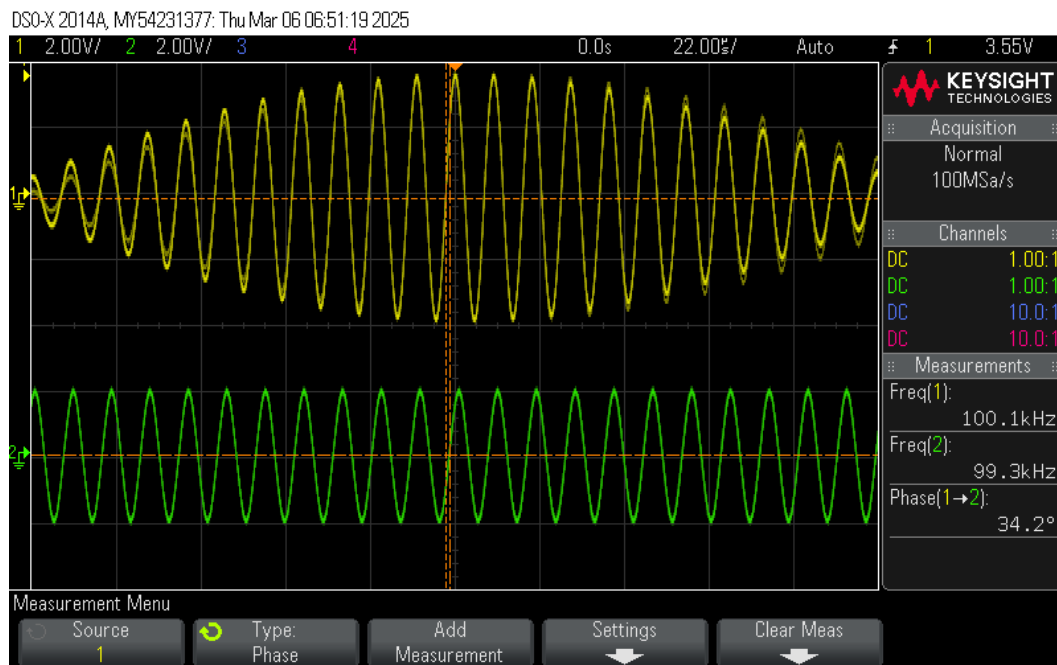 DSO-X 2014A, MY54231377: Thu Mar 06 06:51:19 2025
1 2.00V/ 2 2.00V/ 3 4 0.0s 22.00us/ Auto 1 3.55V
KEYSIGHT
TECHNOLOGIES
Acquisition
Normal
100MSa/s
Channels
DC 1.00:1
DC 1.00:1
DC 10.0:1
DC 10.0:1
Measurements
Freq(1):
100.1kHz
Freq(2):
99.3kHz
Phase(1→2):
34.2°
1
2
Measurement Menu
Source
1
Type:
Phase
Add
Measurement
Settings
Clear Meas